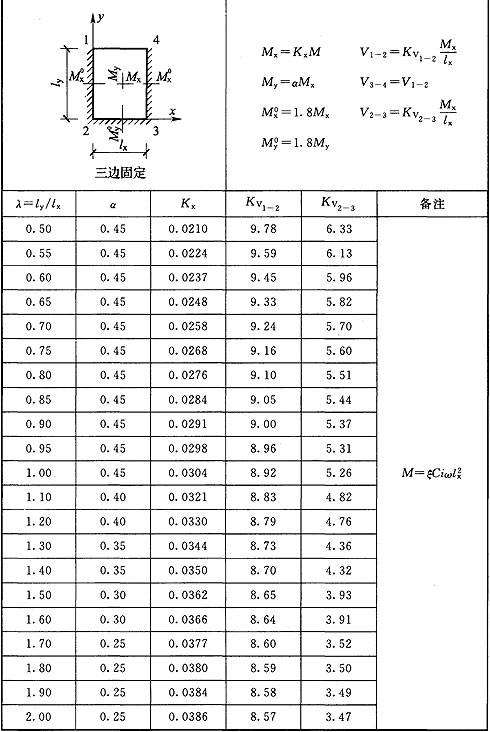 y
1 4
l_y M_x^0 M_y M_x M_x^0
2 M_y^0 3 x
l_x
三边固定
M_x=K_xM V_{1-2}=K_{V_{1-2}} M_x/l_x
M_y=αM_x V_{3-4}=V_{1-2}
M_x^0=1.8M_x V_{2-3}=K_{V_{2-3}} M_x/l_x
M_y^0=1.8M_y
λ=l_y/l_x α K_x K_{V_{1-2}} K_{V_{2-3}} 备注
0.50 0.45 0.0210 9.78 6.33
0.55 0.45 0.0224 9.59 6.13
0.60 0.45 0.0237 9.45 5.96
0.65 0.45 0.0248 9.33 5.82
0.70 0.45 0.0258 9.24 5.70
0.75 0.45 0.0268 9.16 5.60
0.80 0.45 0.0276 9.10 5.51
0.85 0.45 0.0284 9.05 5.44
0.90 0.45 0.0291 9.00 5.37
0.95 0.45 0.0298 8.96 5.31
1.00 0.45 0.0304 8.92 5.26 M=ξCiωl_x^2
1.10 0.40 0.0321 8.83 4.82
1.20 0.40 0.0330 8.79 4.76
1.30 0.35 0.0344 8.73 4.36
1.40 0.35 0.0350 8.70 4.32
1.50 0.30 0.0362 8.65 3.93
1.60 0.30 0.0366 8.64 3.91
1.70 0.25 0.0377 8.60 3.52
1.80 0.25 0.0380 8.59 3.50
1.90 0.25 0.0384 8.58 3.49
2.00 0.25 0.0386 8.57 3.47